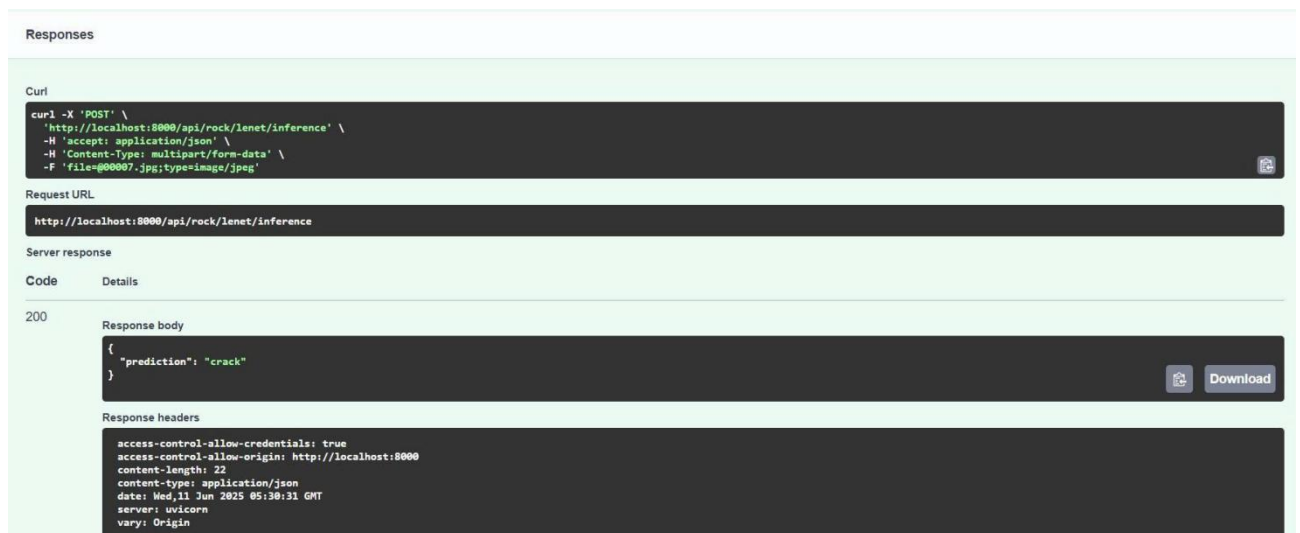 Responses
Curl
curl -X 'POST' \
'http://localhost:8000/api/rock/lenet/inference' \
-H 'accept: application/json' \
-H 'Content-Type: multipart/form-data' \
-F 'file=@00007.jpg;type=image/jpeg'
Request URL
http://localhost:8000/api/rock/lenet/inference
Server response
Code Details
200
Response body
{
"prediction": "crack"
}
Download
Response headers
access-control-allow-credentials: true
access-control-allow-origin: http://localhost:8000
content-length: 22
content-type: application/json
date: Wed,11 Jun 2025 05:30:31 GMT
server: uvicorn
vary: Origin